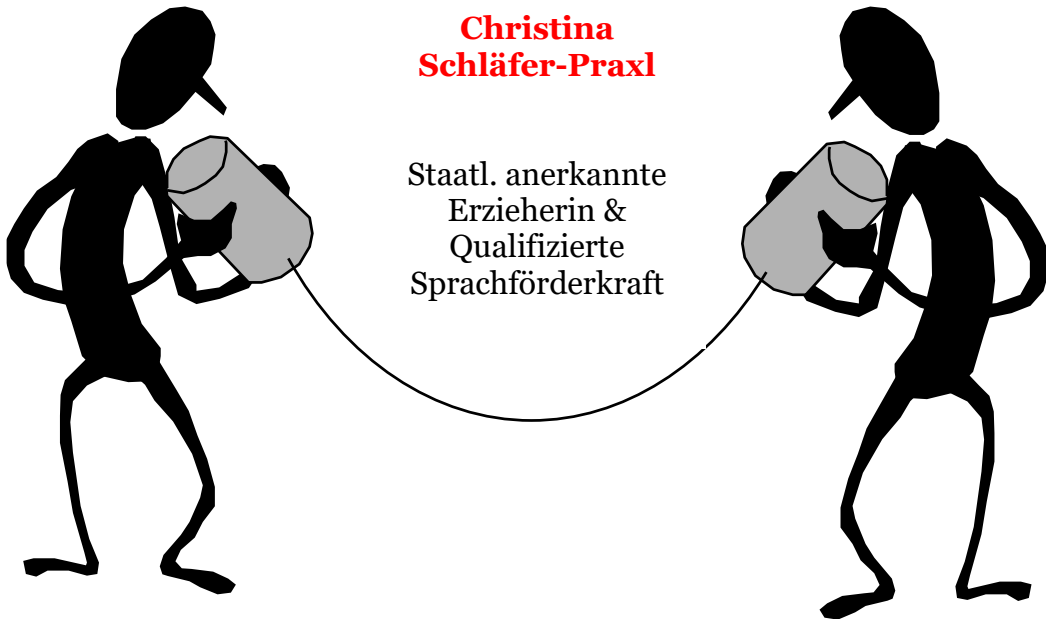 Christina
Schläfer-Praxl
Staatl. anerkannte
Erzieherin &
Qualifizierte
Sprachförderkraft